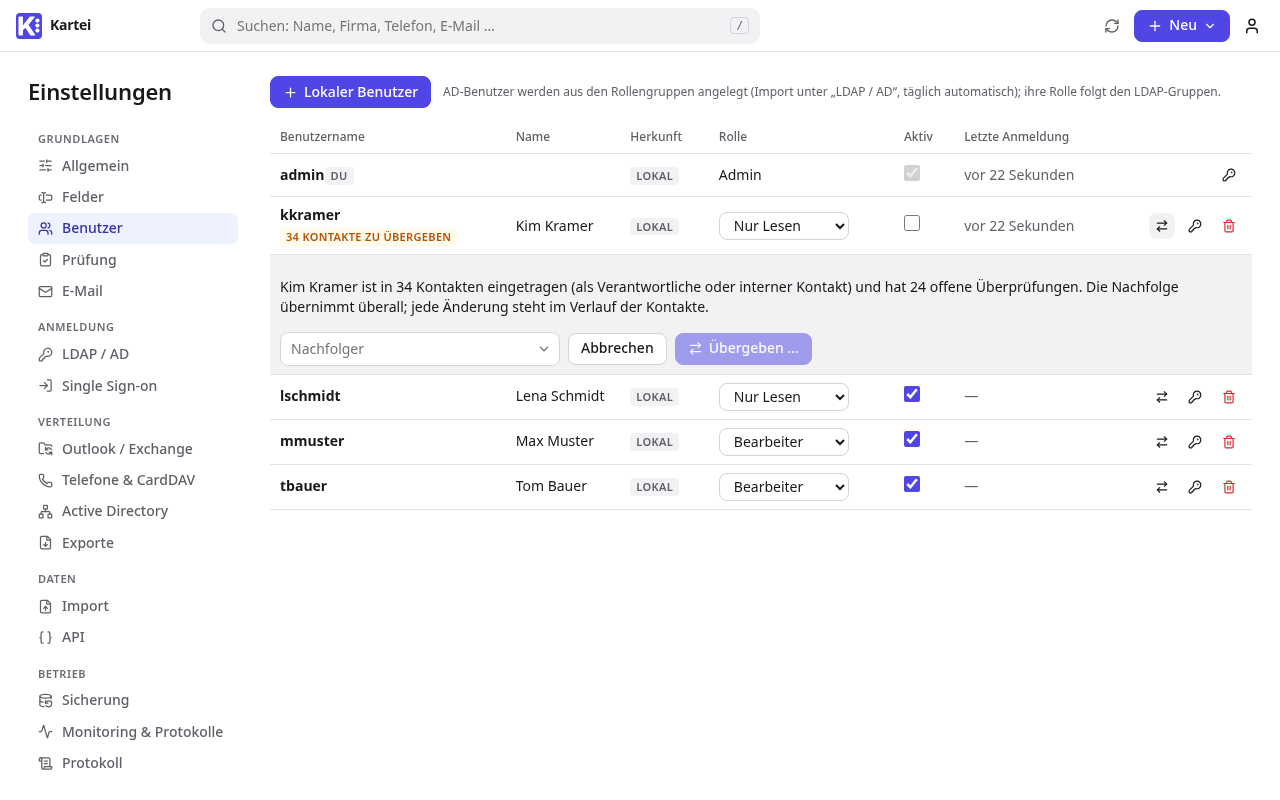 Kartei
Suchen: Name, Firma, Telefon, E-Mail ...
/
Neu
Einstellungen
GRUNDLAGEN
Allgemein
Felder
Benutzer
Prüfung
E-Mail
ANMELDUNG
LDAP / AD
Single Sign-on
VERTEILUNG
Outlook / Exchange
Telefone & CardDAV
Active Directory
Exporte
DATEN
Import
API
BETRIEB
Sicherung
Monitoring & Protokolle
Protokoll
Lokaler Benutzer
AD-Benutzer werden aus den Rollengruppen angelegt (Import unter „LDAP / AD“, täglich automatisch); ihre Rolle folgt den LDAP-Gruppen.
Benutzername Name Herkunft Rolle Aktiv Letzte Anmeldung
admin DU LOKAL Admin vor 22 Sekunden
kkramer Kim Kramer LOKAL Nur Lesen vor 22 Sekunden
34 KONTAKTE ZU ÜBERGEBEN
Kim Kramer ist in 34 Kontakten eingetragen (als Verantwortliche oder interner Kontakt) und hat 24 offene Überprüfungen. Die Nachfolge
übernimmt überall; jede Änderung steht im Verlauf der Kontakte.
Nachfolger Abbrechen Übergeben ...
lschmidt Lena Schmidt LOKAL Nur Lesen —
mmuster Max Muster LOKAL Bearbeiter —
tbauer Tom Bauer LOKAL Bearbeiter —